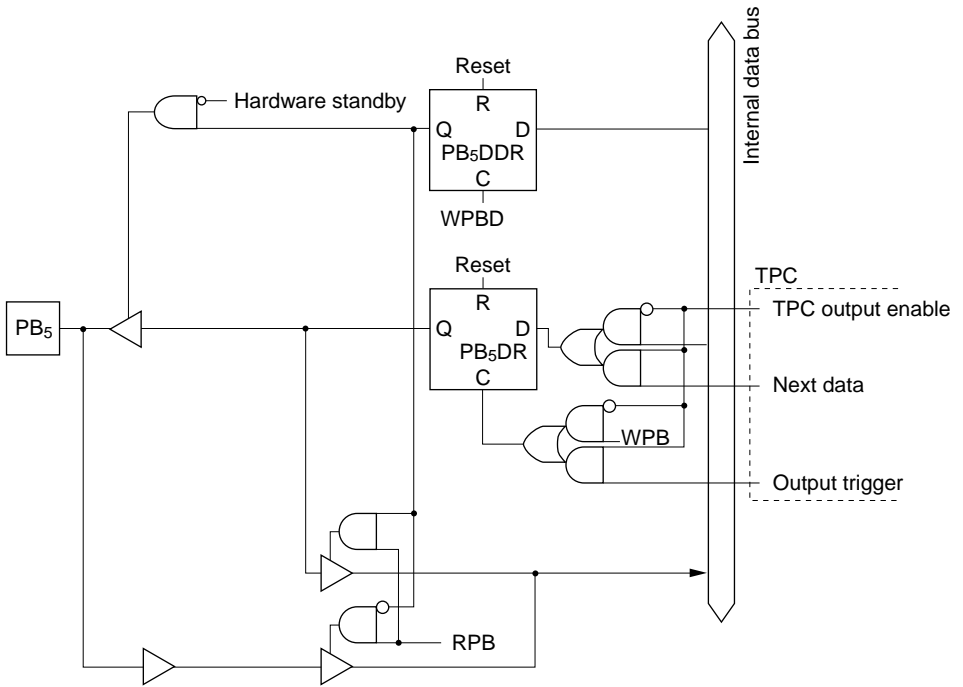 Internal data bus
Reset
Hardware standby
R
Q D
PB₅DDR
C
WPBD
Reset
TPC
R
TPC output enable
PB₅
Q D
PB₅DR
C
Next data
WPB
Output trigger
RPB